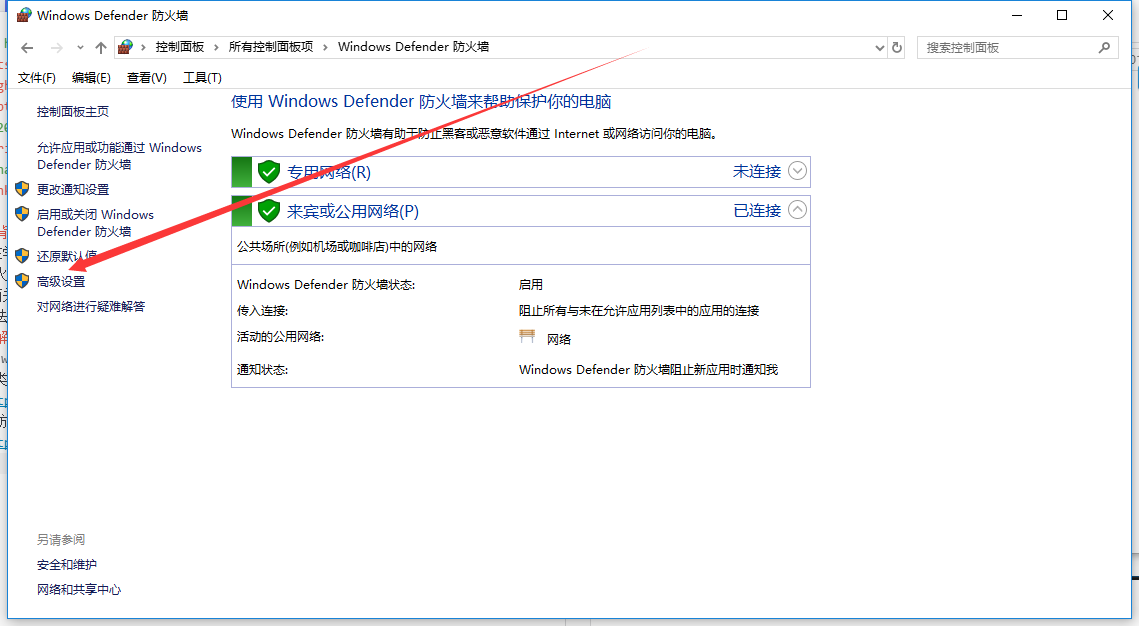 Windows Defender 防火墙
控制面板 › 所有控制面板项 › Windows Defender 防火墙
搜索控制面板
文件(F) 编辑(E) 查看(V) 工具(T)
控制面板主页
允许应用或功能通过 Windows
Defender 防火墙
更改通知设置
启用或关闭 Windows
Defender 防火墙
还原默认值
高级设置
对网络进行疑难解答
另请参阅
安全和维护
网络和共享中心
使用 Windows Defender 防火墙来帮助保护你的电脑
Windows Defender 防火墙有助于防止黑客或恶意软件通过 Internet 或网络访问你的电脑。
专用网络(R) 未连接
来宾或公用网络(P) 已连接
公共场所(例如机场或咖啡店)中的网络
Windows Defender 防火墙状态: 启用
传入连接: 阻止所有与未在允许应用列表中的应用的连接
活动的公用网络: 网络
通知状态: Windows Defender 防火墙阻止新应用时通知我